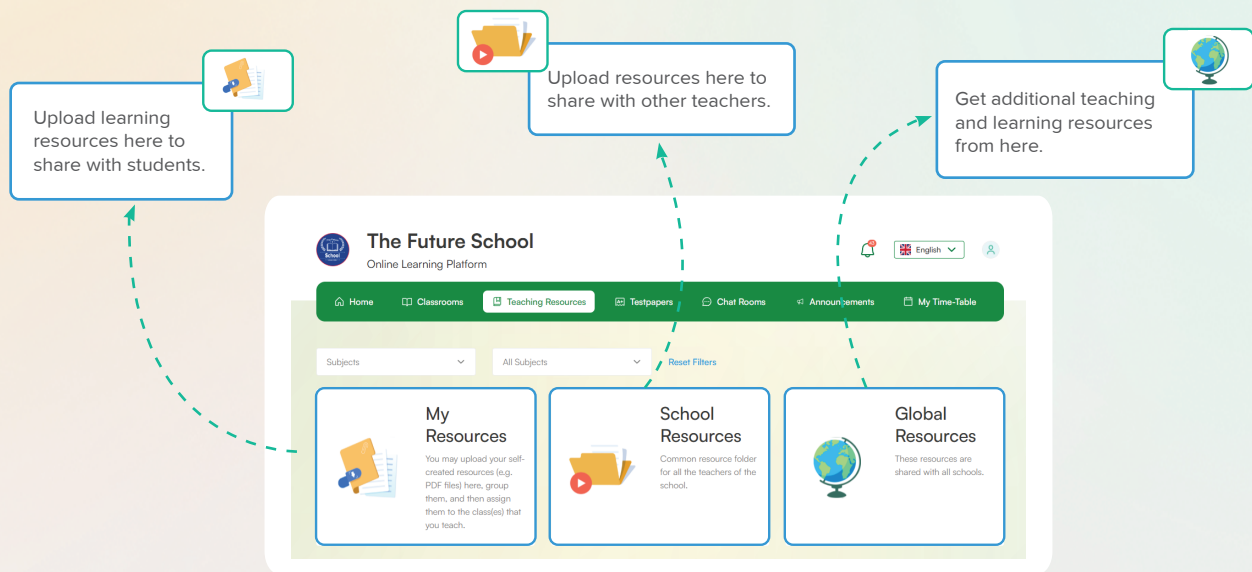 Upload resources here to
share with other teachers.
Get additional teaching
and learning resources
from here.
Upload learning
resources here to
share with students.
School
The Future School
Online Learning Platform
English
Home
Classrooms
Teaching Resources
Testpapers
Chat Rooms
Announcements
My Time-Table
Subjects
All Subjects
Reset Filters
My
Resources
You may upload your self-
created resources (e.g.
PDF files) here, group
them, and then assign
them to the class(es) that
you teach.
School
Resources
Common resource folder
for all the teachers of the
school.
Global
Resources
These resources are
shared with all schools.